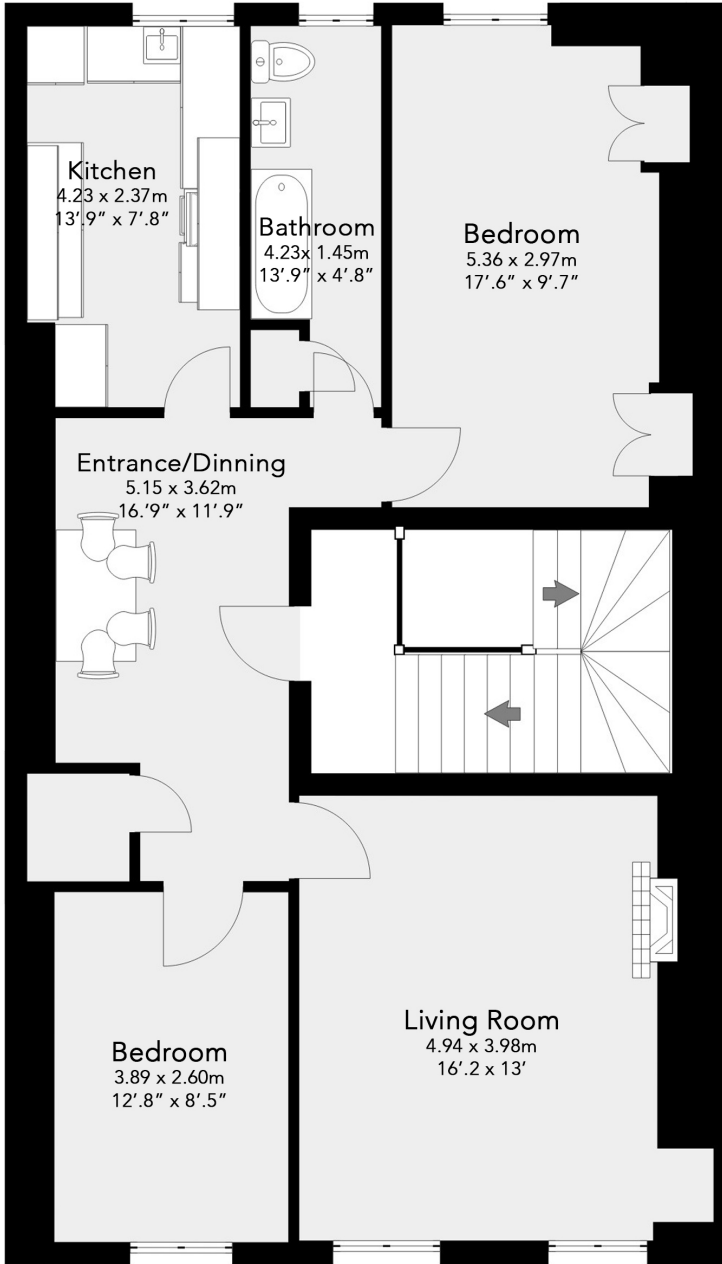 Kitchen
4.23 x 2.37m
13'.9” x 7'.8”
Bathroom
4.23x 1.45m
13'.9” x 4'.8”
Bedroom
5.36 x 2.97m
17'.6” x 9'.7”
Entrance/Dinning
5.15 x 3.62m
16.'9” x 11'.9”
Living Room
4.94 x 3.98m
16'.2 x 13'
Bedroom
3.89 x 2.60m
12'.8” x 8'.5”